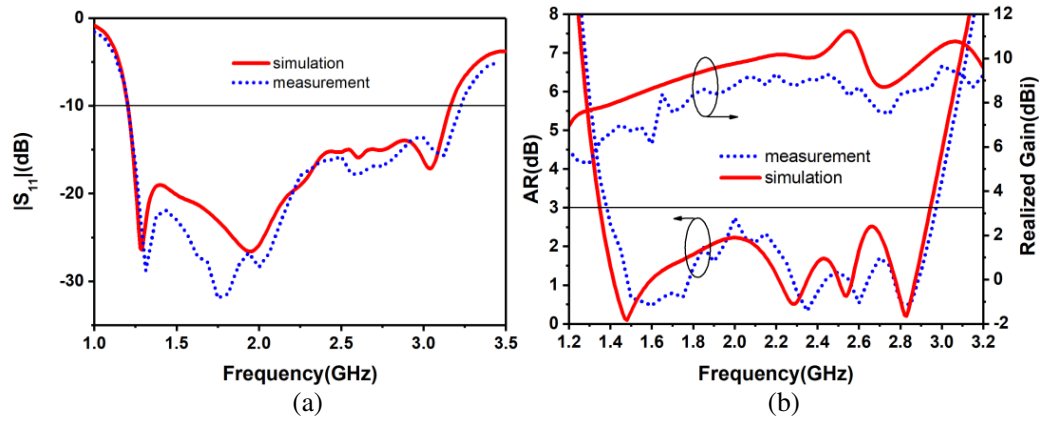 0
-10
-20
-30
|S11|(dB)
simulation
measurement
1.0 1.5 2.0 2.5 3.0 3.5
Frequency(GHz)
(a)
8
7
6
5
4
3
2
1
0
AR(dB)
measurement
simulation
12
10
8
6
4
2
0
-2
Realized Gain(dBi)
1.2 1.4 1.6 1.8 2.0 2.2 2.4 2.6 2.8 3.0 3.2
Frequency(GHz)
(b)